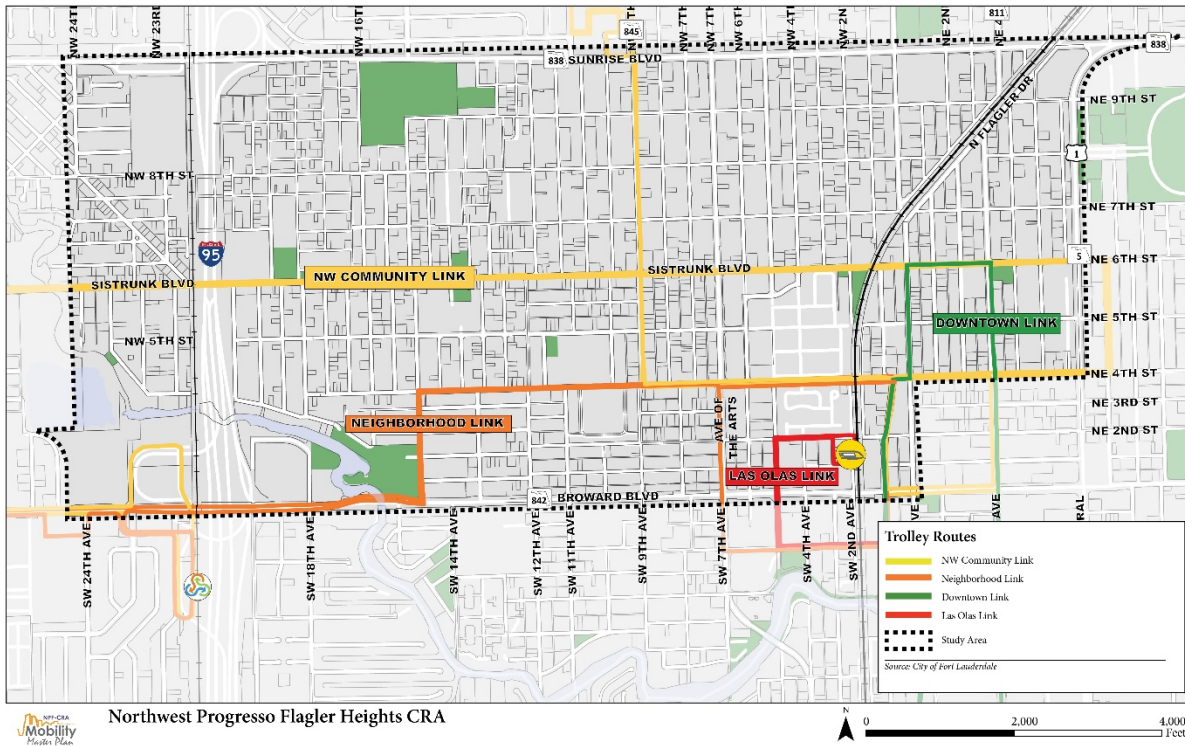 NW 24TH
NW 23RD
NW 16TH
845
NW 7TH
NW 7TH
NW 6TH
NW 4TH
NW 2N
NE 2N
811
NE 4
838
838
SUNRISE BLVD
NE 9TH ST
N FLAGLER DR
1
NW 8TH ST
NE 7TH ST
95
NW COMMUNITY LINK
SISTRUNK BLVD
SISTRUNK BLVD
5
NE 6TH ST
DOWNTOWN LINK
NE 5TH ST
NW 5TH ST
NE 4TH ST
NEIGHBORHOOD LINK
AVE OF
THE ARTS
NE 3RD ST
NE 2ND ST
LAS OLAS LINK
842
BROWARD BLVD
SW 24TH AVE
SW 18TH AVE
SW 14TH AVE
SW 12TH AVE
SW 11TH AVE
SW 9TH AVE
SW 7TH AVE
SW 4TH AVE
SW 2ND AVE
AVE
AVE
RAL
Trolley Routes
NW Community Link
Neighborhood Link
Downtown Link
Las Olas Link
Study Area
Source: City of Fort Lauderdale
NPF-CRA
Mobility
Master Plan
Northwest Progresso Flagler Heights CRA
N
0
2,000
4,000
Feet